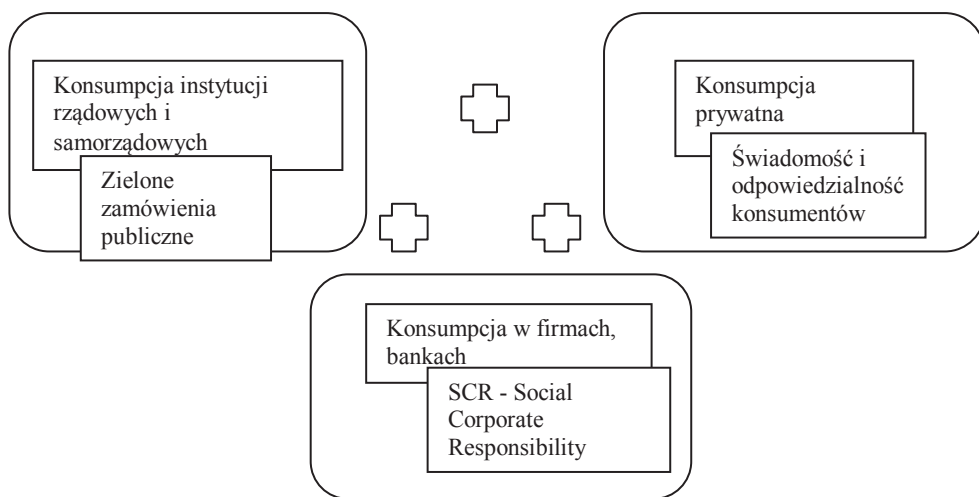 Konsumpcja instytucji
rządowych i
samorządowych
Zielone
zamówienia
publiczne
Konsumpcja
prywatna
Świadomość i
odpowiedzialność
konsumentów
Konsumpcja w firmach,
bankach
SCR - Social
Corporate
Responsibility